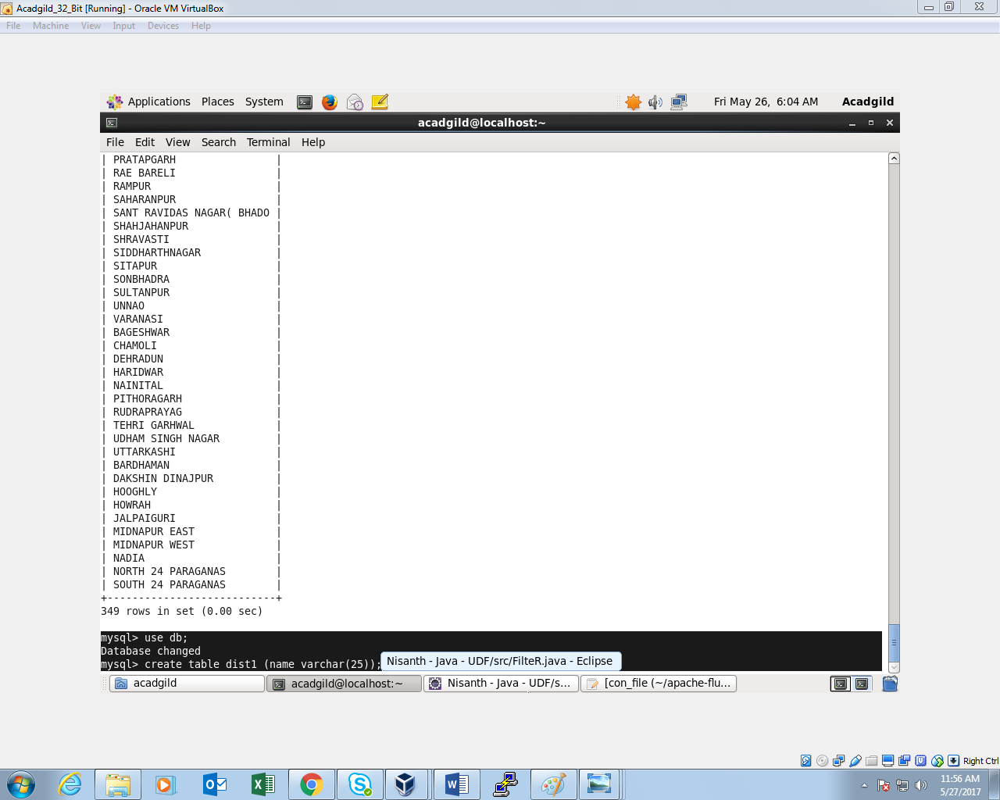 Acadgild_32_Bit [Running] - Oracle VM VirtualBox
File Machine View Input Devices Help
Applications Places System Fri May 26, 6:04 AM Acadgild
acadgild@localhost:~
File Edit View Search Terminal Help
| PRATAPGARH |
| RAE BARELI |
| RAMPUR |
| SAHARANPUR |
| SANT RAVIDAS NAGAR( BHADO |
| SHAHJAHANPUR |
| SHRAVASTI |
| SIDDHARTHNAGAR |
| SITAPUR |
| SONBHADRA |
| SULTANPUR |
| UNNAO |
| VARANASI |
| BAGESHWAR |
| CHAMOLI |
| DEHRADUN |
| HARIDWAR |
| NAINITAL |
| PITHORAGARH |
| RUDRAPRAYAG |
| TEHRI GARHWAL |
| UDHAM SINGH NAGAR |
| UTTARKASHI |
| BARDHAMAN |
| DAKSHIN DINAJPUR |
| HOOGHLY |
| HOWRAH |
| JALPAIGURI |
| MIDNAPUR EAST |
| MIDNAPUR WEST |
| NADIA |
| NORTH 24 PARAGANAS |
| SOUTH 24 PARAGANAS |
+---------------------------+
349 rows in set (0.00 sec)
mysql> use db;
Database changed
mysql> create table dist1 (name varchar(25));
Nisanth - Java - UDF/src/FilteR.java - Eclipse
acadgild
acadgild@localhost:~
Nisanth - Java - UDF/s...
[con_file (~/apache-flu...
Right Ctrl
11:56 AM
5/27/2017